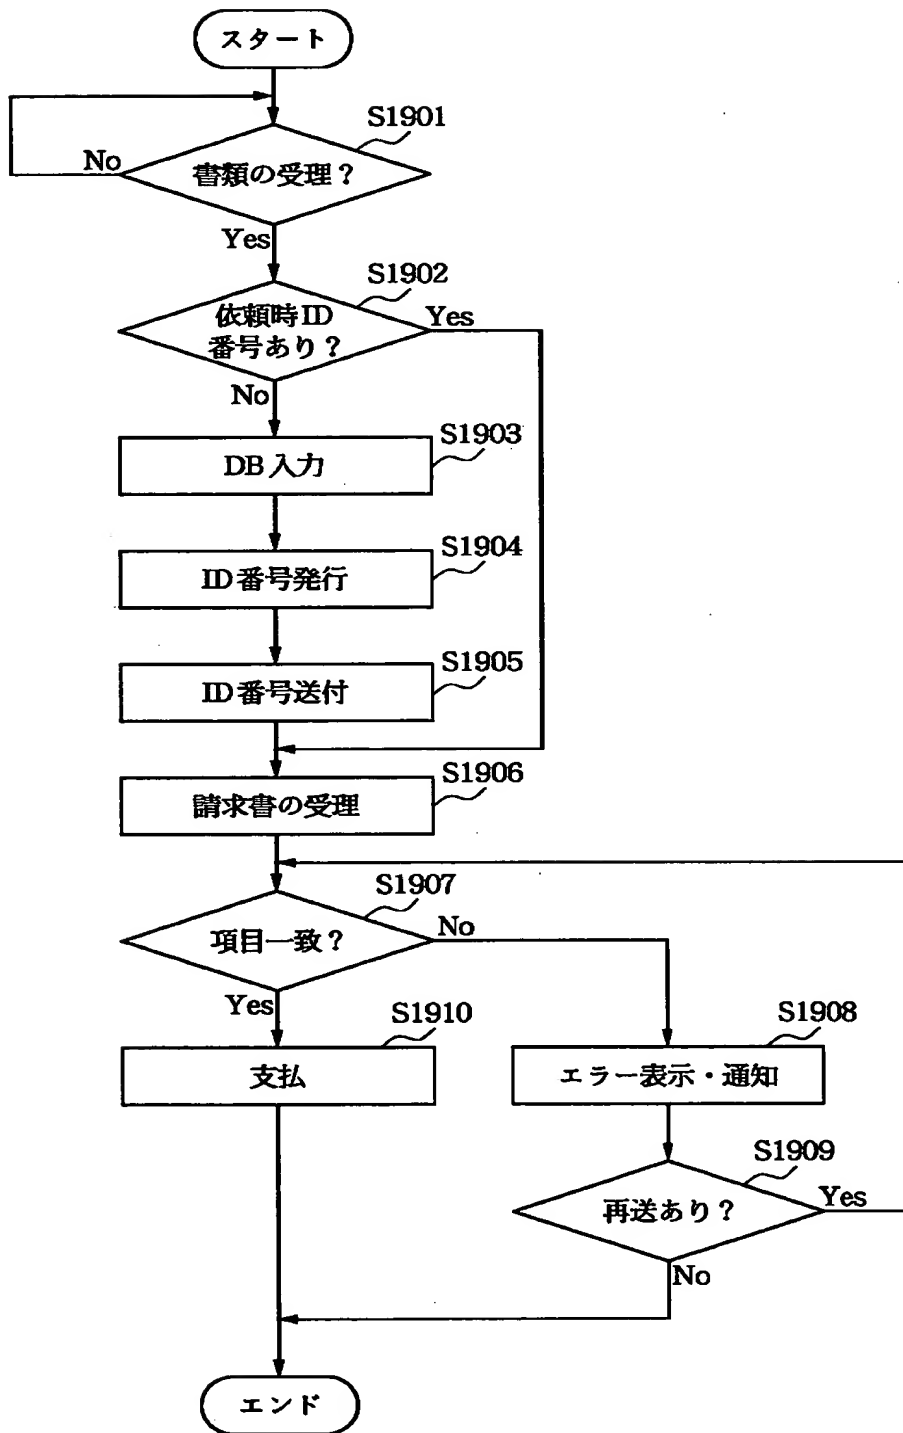 スタート
S1901
No
書類の受理？
Yes
S1902
依頼時ID
番号あり？
Yes
No
S1903
DB入力
S1904
ID番号発行
S1905
ID番号送付
S1906
請求書の受理
S1907
項目一致？
No
Yes
S1910
支払
S1908
エラー表示・通知
S1909
再送あり？
Yes
No
エンド